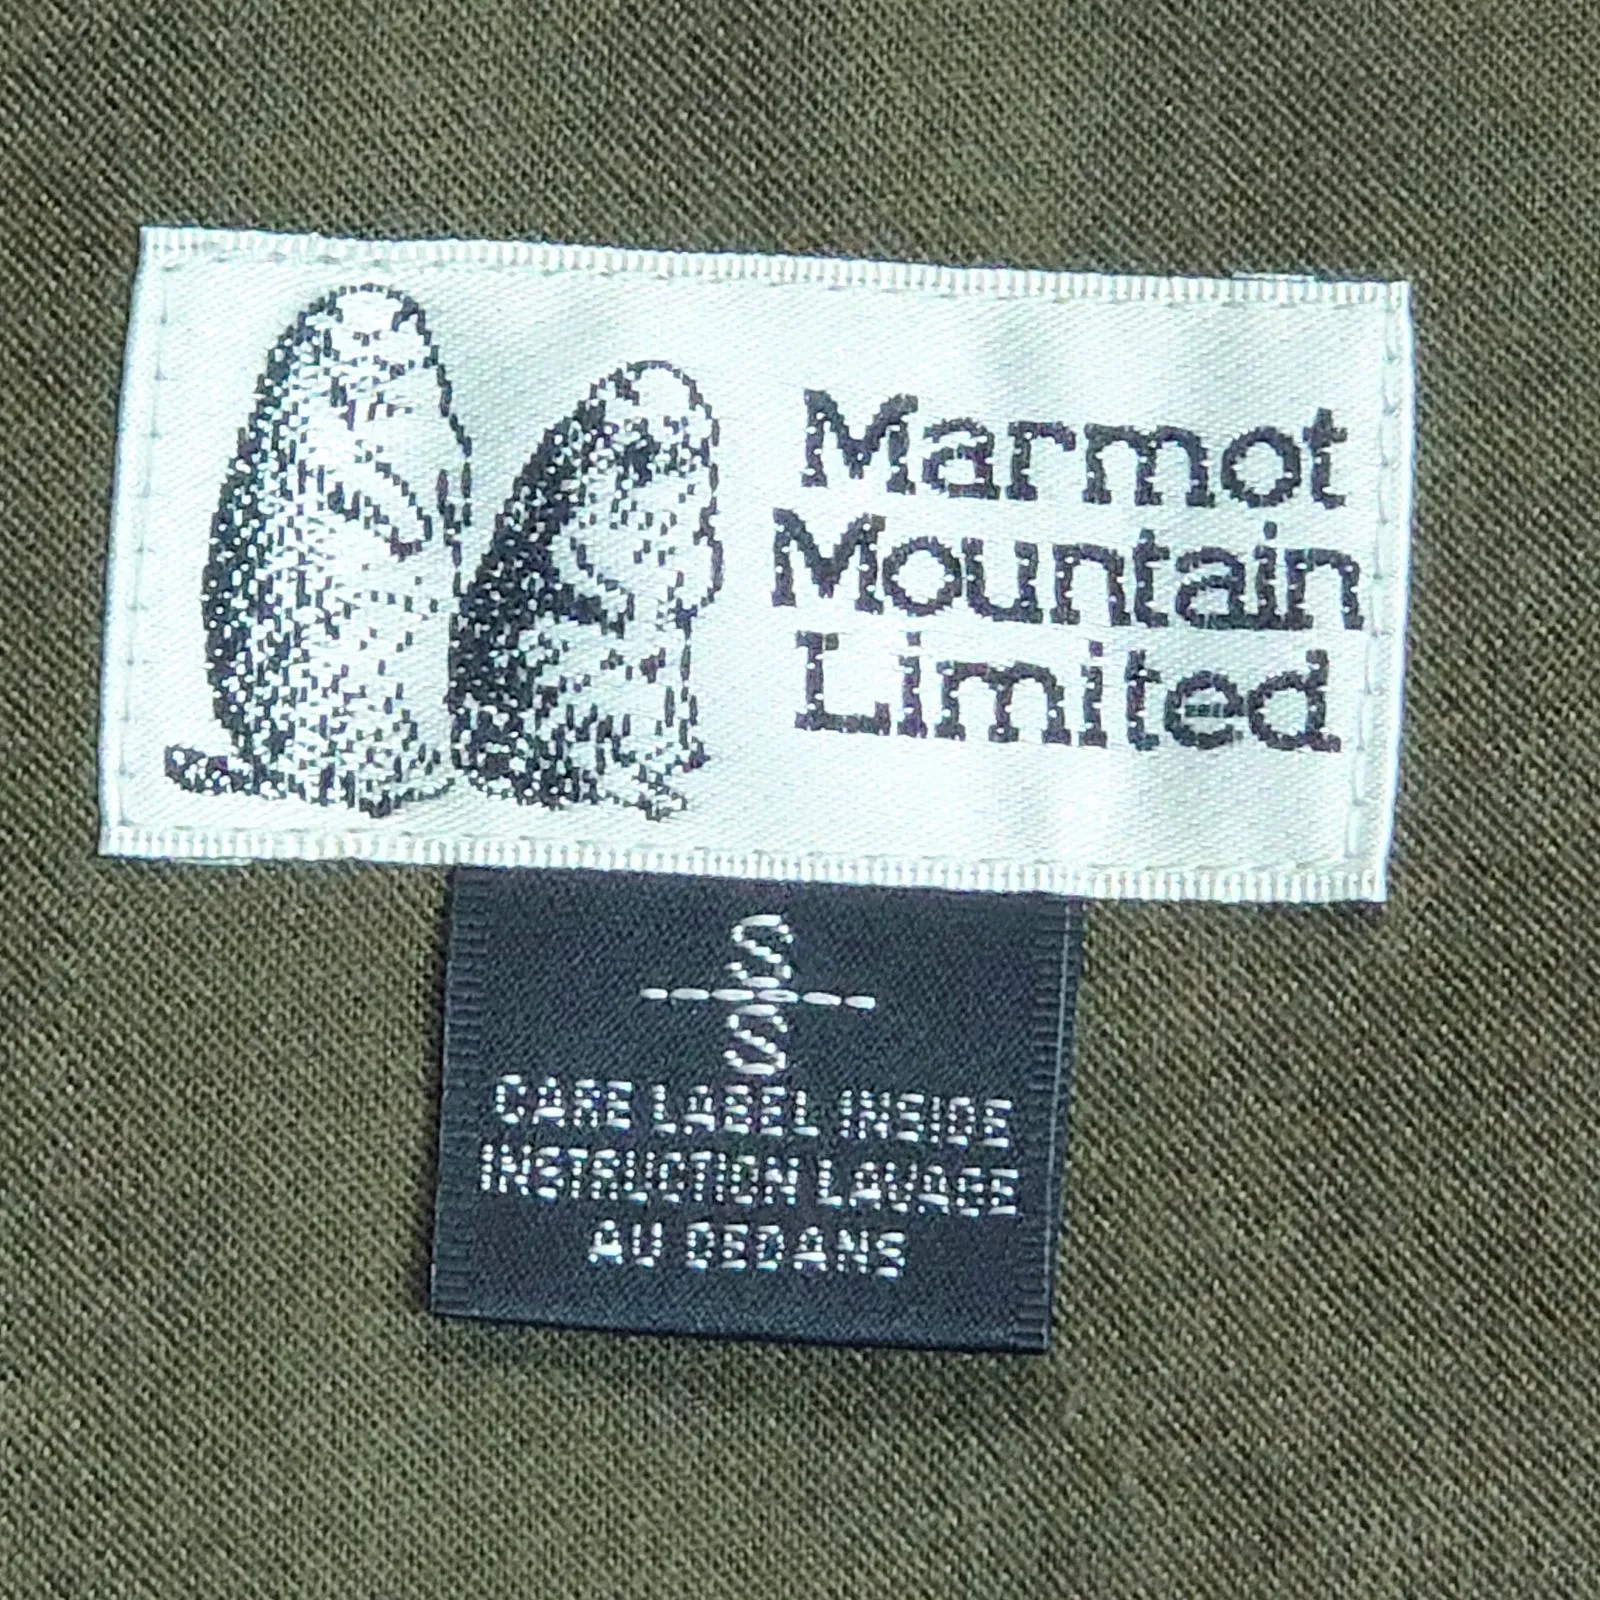 Marmot
Mountain
Limited
S
S
CARE LABEL INSIDE
INSTRUCTION LAVAGE
AU DEDANS